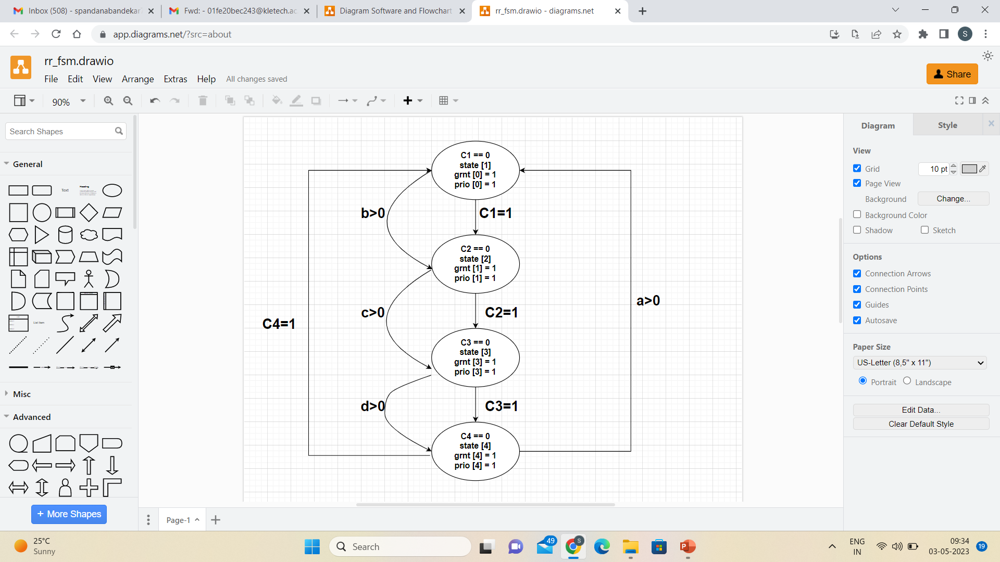 Inbox (508) - spandanabandekar
Fwd: - 01fe20bec243@kletech.ac
Diagram Software and Flowchart
rr_fsm.drawio - diagrams.net
app.diagrams.net/?src=about
S
rr_fsm.drawio
File Edit View Arrange Extras Help All changes saved
Share
90%
Search Shapes
General
Text
Heading
List Item
Misc
Advanced
+ More Shapes
C1 == 0
state [1]
grnt [0] = 1
prio [0] = 1
b>0
C1=1
C2 == 0
state [2]
grnt [1] = 1
prio [1] = 1
a>0
c>0
C2=1
C4=1
C3 == 0
state [3]
grnt [3] = 1
prio [3] = 1
d>0
C3=1
C4 == 0
state [4]
grnt [4] = 1
prio [4] = 1
Page-1
Diagram
Style
View
Grid
10 pt
Page View
Background
Change...
Background Color
Shadow
Sketch
Options
Connection Arrows
Connection Points
Guides
Autosave
Paper Size
US-Letter (8,5" x 11")
Portrait
Landscape
Edit Data...
Clear Default Style
25°C
Sunny
Search
49
S
P
ENG
IN
09:34
03-05-2023
19